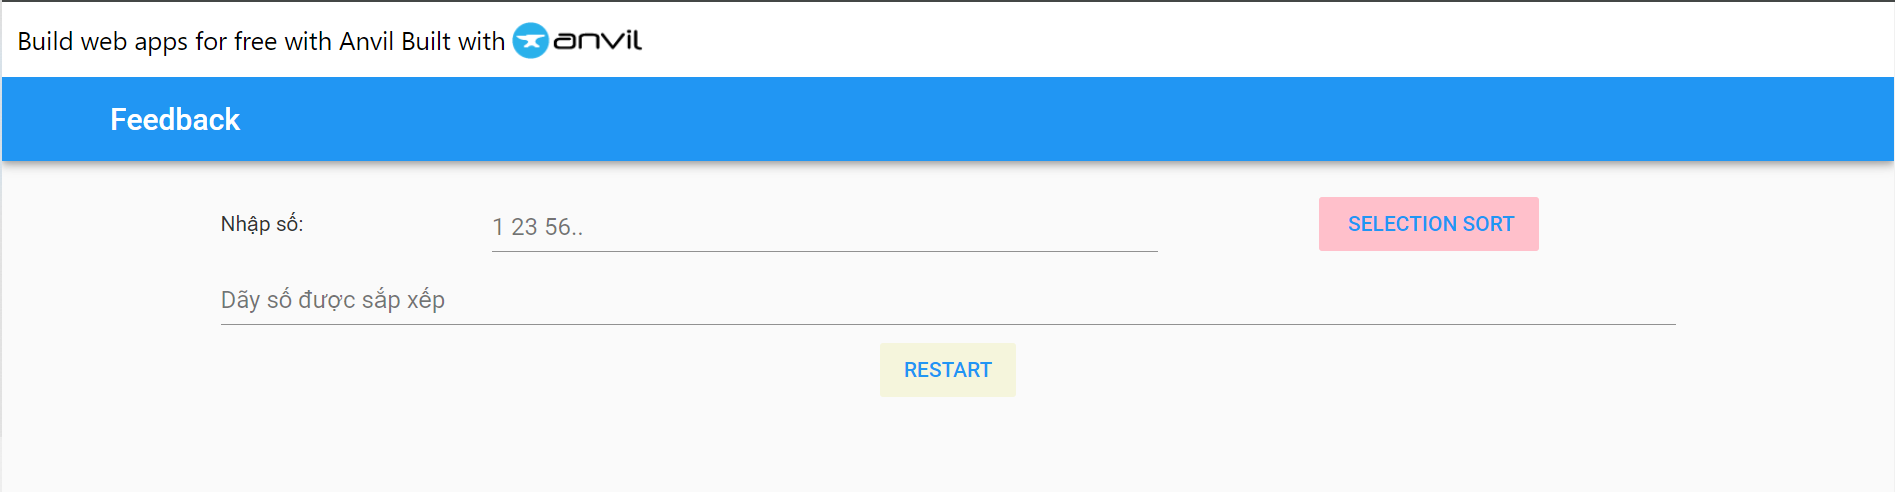 Build web apps for free with Anvil Built with anvil
Feedback
Nhập số: 1 23 56.. SELECTION SORT
Dãy số được sắp xếp
RESTART